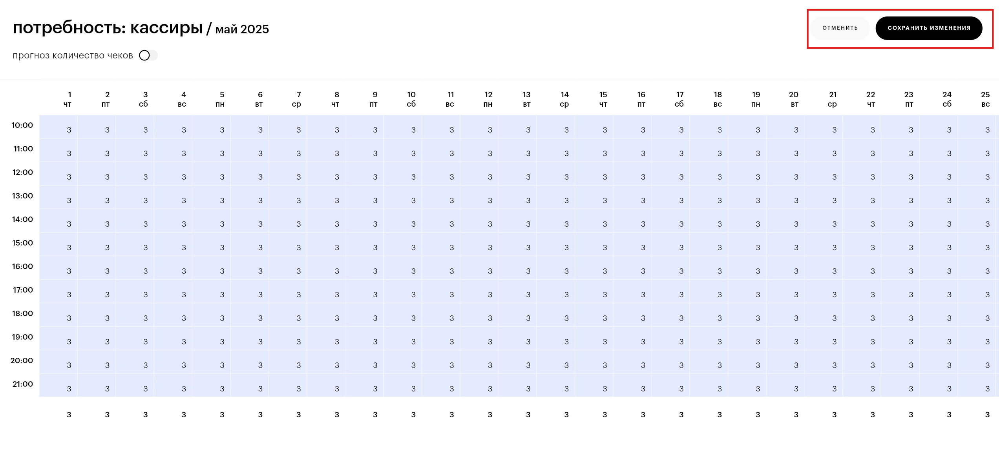 потребность: кассиры / май 2025
ОТМЕНИТЬ СОХРАНИТЬ ИЗМЕНЕНИЯ
прогноз количество чеков
1 2 3 4 5 6 7 8 9 10 11 12 13 14 15 16 17 18 19 20 21 22 23 24 25
чт пт сб вс пн вт ср чт пт сб вс пн вт ср чт пт сб вс пн вт ср чт пт сб вс
10:00 3 3 3 3 3 3 3 3 3 3 3 3 3 3 3 3 3 3 3 3 3 3 3 3 3
11:00 3 3 3 3 3 3 3 3 3 3 3 3 3 3 3 3 3 3 3 3 3 3 3 3 3
12:00 3 3 3 3 3 3 3 3 3 3 3 3 3 3 3 3 3 3 3 3 3 3 3 3 3
13:00 3 3 3 3 3 3 3 3 3 3 3 3 3 3 3 3 3 3 3 3 3 3 3 3 3
14:00 3 3 3 3 3 3 3 3 3 3 3 3 3 3 3 3 3 3 3 3 3 3 3 3 3
15:00 3 3 3 3 3 3 3 3 3 3 3 3 3 3 3 3 3 3 3 3 3 3 3 3 3
16:00 3 3 3 3 3 3 3 3 3 3 3 3 3 3 3 3 3 3 3 3 3 3 3 3 3
17:00 3 3 3 3 3 3 3 3 3 3 3 3 3 3 3 3 3 3 3 3 3 3 3 3 3
18:00 3 3 3 3 3 3 3 3 3 3 3 3 3 3 3 3 3 3 3 3 3 3 3 3 3
19:00 3 3 3 3 3 3 3 3 3 3 3 3 3 3 3 3 3 3 3 3 3 3 3 3 3
20:00 3 3 3 3 3 3 3 3 3 3 3 3 3 3 3 3 3 3 3 3 3 3 3 3 3
21:00 3 3 3 3 3 3 3 3 3 3 3 3 3 3 3 3 3 3 3 3 3 3 3 3 3
3 3 3 3 3 3 3 3 3 3 3 3 3 3 3 3 3 3 3 3 3 3 3 3 3